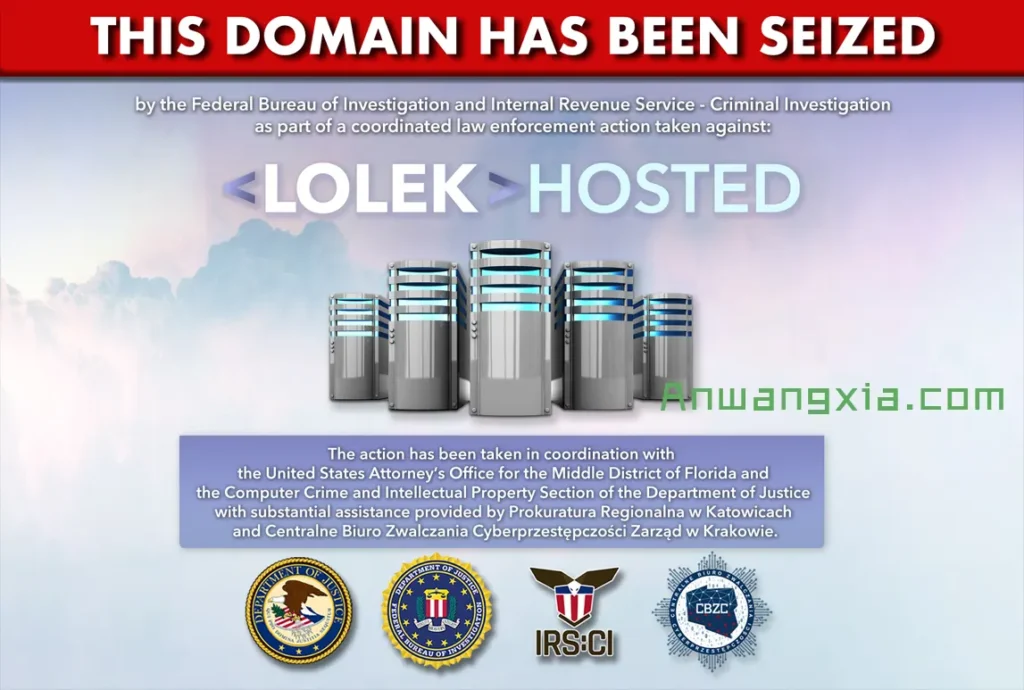 THIS DOMAIN HAS BEEN SEIZED
by the Federal Bureau of Investigation and Internal Revenue Service - Criminal Investigation
as part of a coordinated law enforcement action taken against:
<LOLEK>HOSTED
Anwangxia.com
The action has been taken in coordination with
the United States Attorney's Office for the Middle District of Florida and
the Computer Crime and Intellectual Property Section of the Department of Justice
with substantial assistance provided by Prokuratura Regionalna w Katowicach
and Centralne Biuro Zwalczania Cyberprzestępczości Zarząd w Krakowie.
DEPARTMENT OF JUSTICE
DEPARTMENT OF JUSTICE
FEDERAL BUREAU OF INVESTIGATION
IRS:CI
CENTRALNE BIURO ZWALCZANIA
CBZC
CYBERPRZESTĘPCZOŚCI